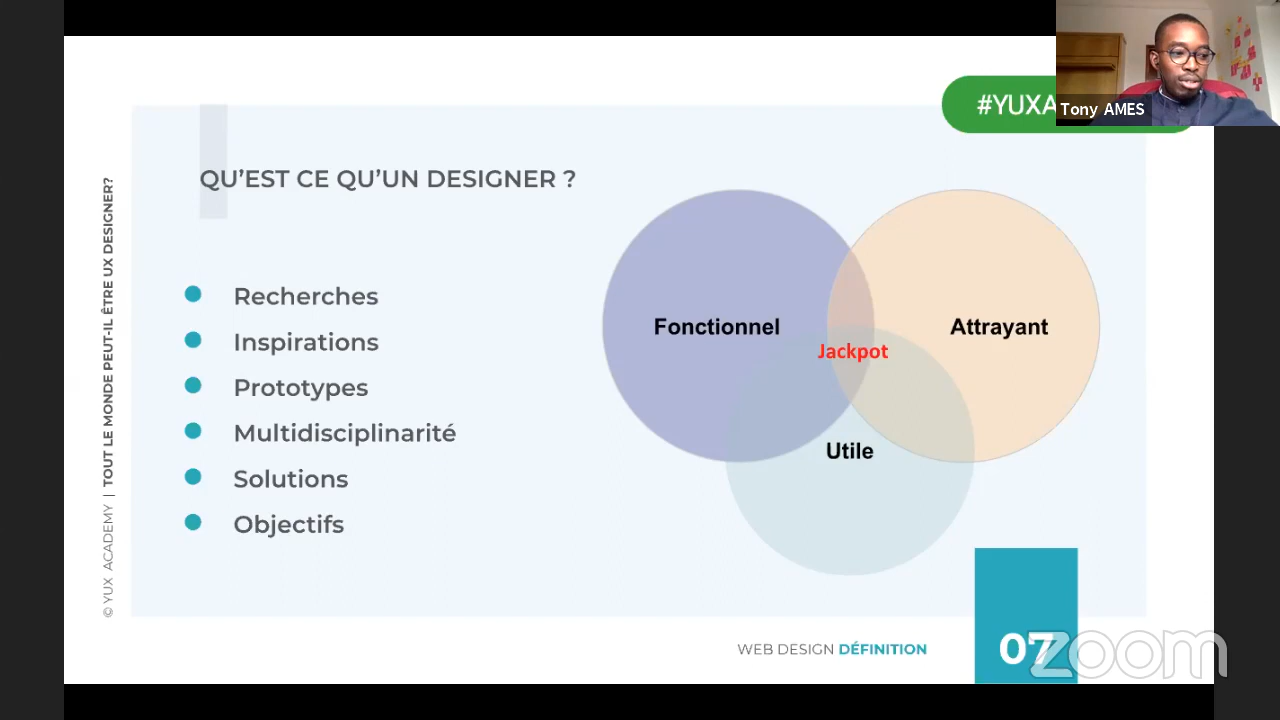 #YUXA
Tony AMES
© YUX ACADEMY | TOUT LE MONDE PEUT-IL ÊTRE UX DESIGNER?
QU’EST CE QU’UN DESIGNER ?
Recherches
Inspirations
Prototypes
Multidisciplinarité
Solutions
Objectifs
Fonctionnel
Attrayant
Jackpot
Utile
WEB DESIGN DÉFINITION
07
zoom